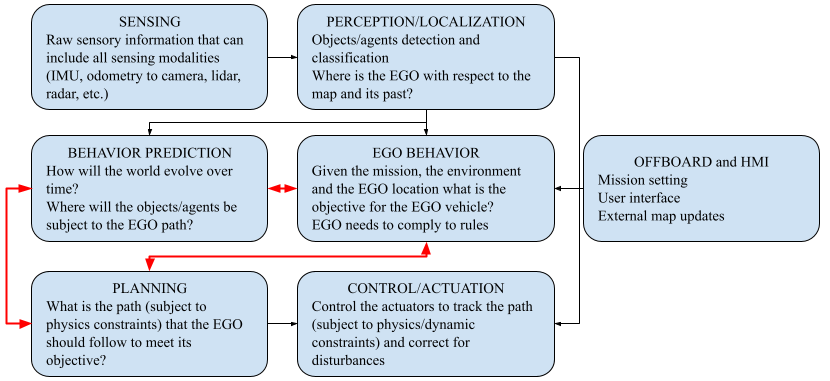 SENSING
Raw sensory information that can
include all sensing modalities
(IMU, odometry to camera, lidar,
radar, etc.)
PERCEPTION/LOCALIZATION
Objects/agents detection and
classification
Where is the EGO with respect to the
map and its past?
BEHAVIOR PREDICTION
How will the world evolve over
time?
Where will the objects/agents be
subject to the EGO path?
EGO BEHAVIOR
Given the mission, the environment
and the EGO location what is the
objective for the EGO vehicle?
EGO needs to comply to rules
OFFBOARD and HMI
Mission setting
User interface
External map updates
PLANNING
What is the path (subject to
physics constraints) that the EGO
should follow to meet its
objective?
CONTROL/ACTUATION
Control the actuators to track the path
(subject to physics/dynamic
constraints) and correct for
disturbances